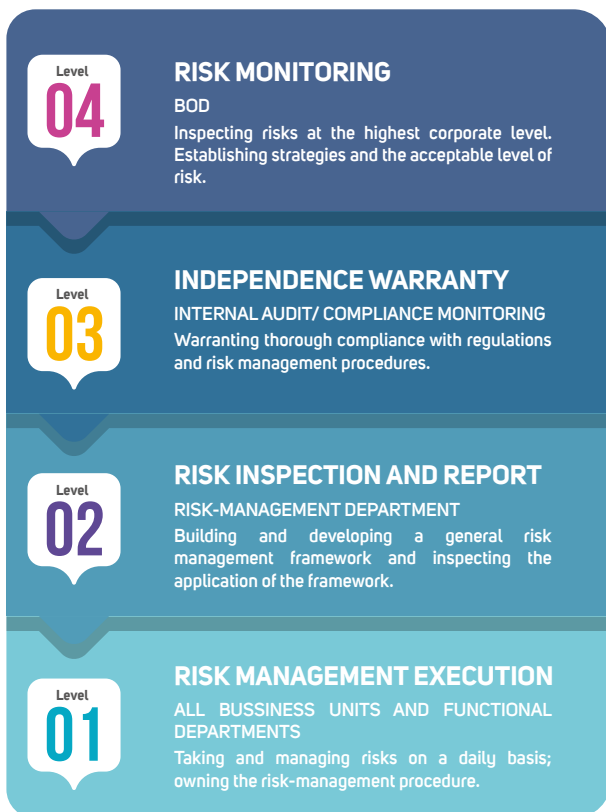 Level
04
RISK MONITORING
BOD
Inspecting risks at the highest corporate level.
Establishing strategies and the acceptable level of
risk.
Level
03
INDEPENDENCE WARRANTY
INTERNAL AUDIT/ COMPLIANCE MONITORING
Warranting thorough compliance with regulations
and risk management procedures.
Level
02
RISK INSPECTION AND REPORT
RISK-MANAGEMENT DEPARTMENT
Building and developing a general risk
management framework and inspecting the
application of the framework.
Level
01
RISK MANAGEMENT EXECUTION
ALL BUSSINESS UNITS AND FUNCTIONAL
DEPARTMENTS
Taking and managing risks on a daily basis;
owning the risk-management procedure.